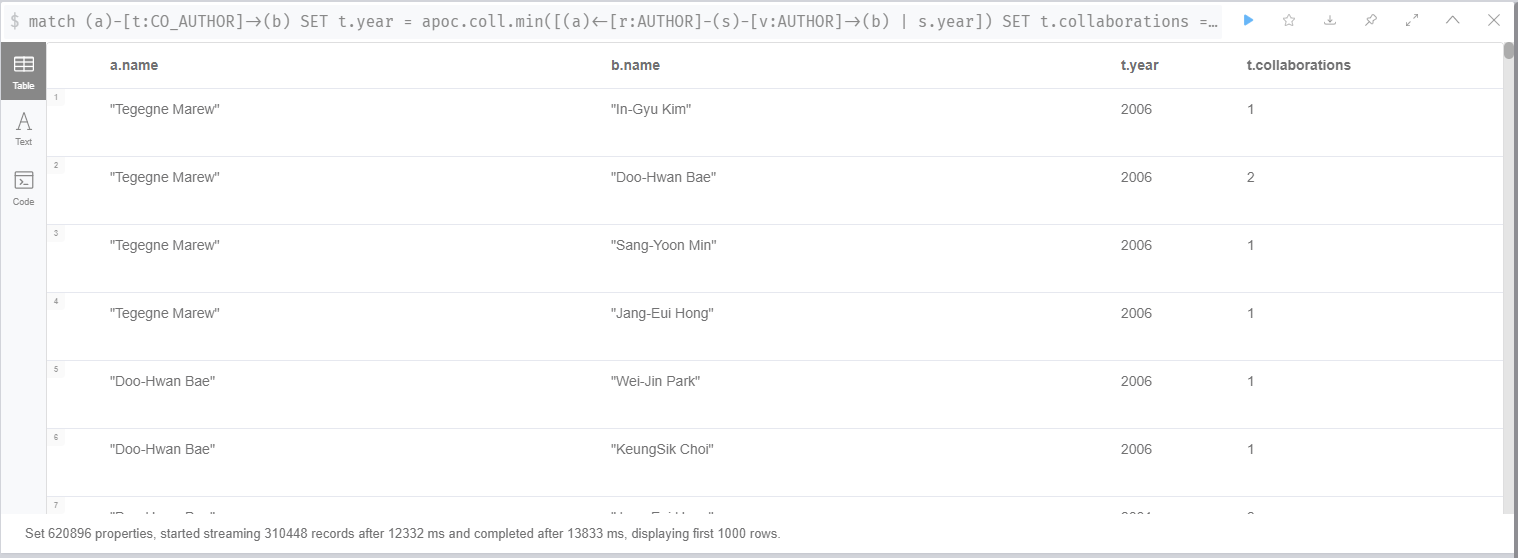 $ match (a)-[t:CO_AUTHOR]->(b) SET t.year = apoc.coll.min([(a)<-[r:AUTHOR]-(s)-[v:AUTHOR]->(b) | s.year]) SET t.collaborations =…
Table
Text
Code
a.name b.name t.year t.collaborations
1 "Tegegne Marew" "In-Gyu Kim" 2006 1
2 "Tegegne Marew" "Doo-Hwan Bae" 2006 2
3 "Tegegne Marew" "Sang-Yoon Min" 2006 1
4 "Tegegne Marew" "Jang-Eui Hong" 2006 1
5 "Doo-Hwan Bae" "Wei-Jin Park" 2006 1
6 "Doo-Hwan Bae" "KeungSik Choi" 2006 1
7
Set 620896 properties, started streaming 310448 records after 12332 ms and completed after 13833 ms, displaying first 1000 rows.